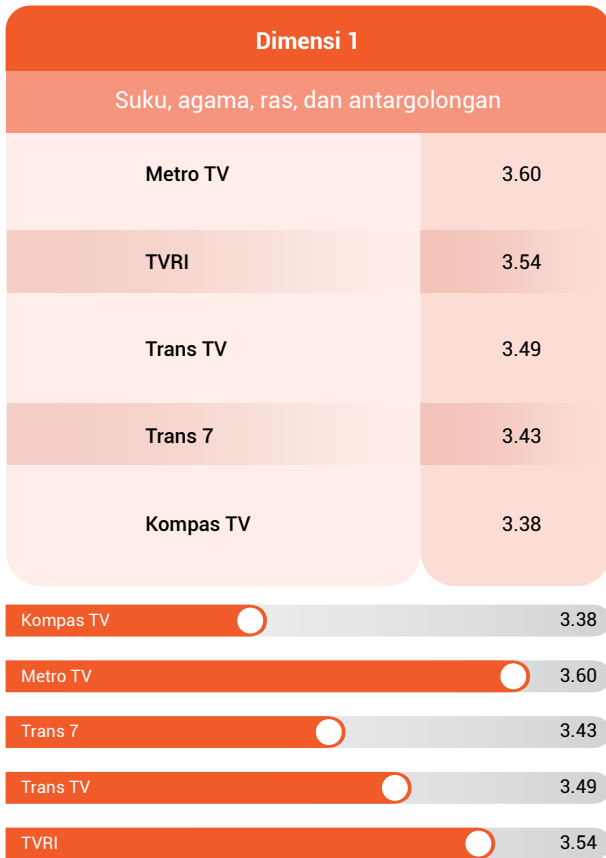 Dimensi 1
Suku, agama, ras, dan antargolongan
Metro TV 3.60
TVRI 3.54
Trans TV 3.49
Trans 7 3.43
Kompas TV 3.38
Kompas TV 3.38
Metro TV 3.60
Trans 7 3.43
Trans TV 3.49
TVRI 3.54